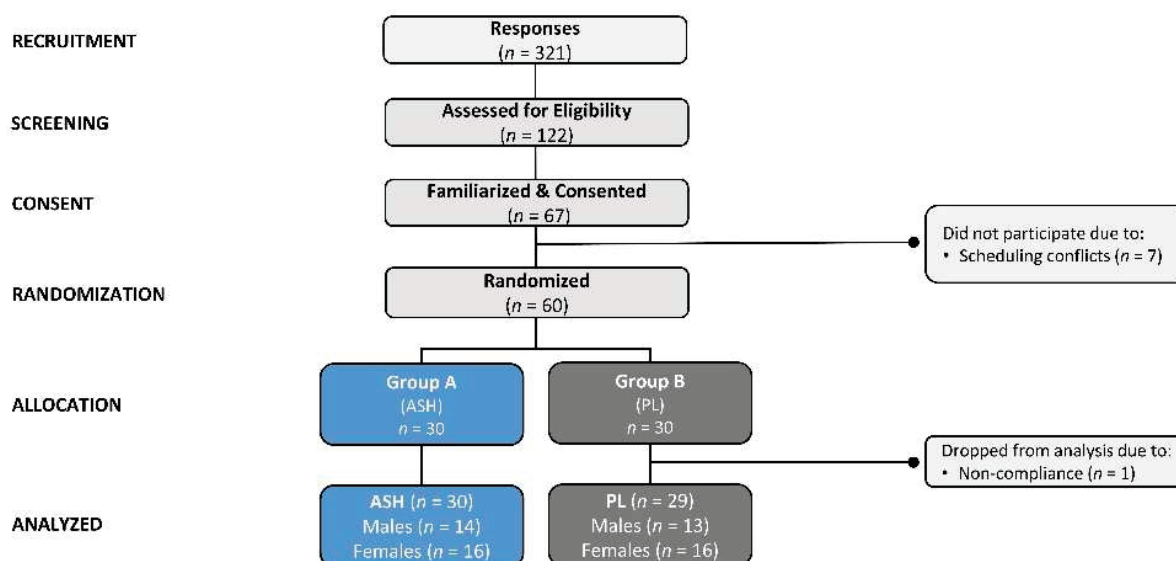 RECRUITMENT
Responses
(n = 321)
SCREENING
Assessed for Eligibility
(n = 122)
CONSENT
Familiarized & Consented
(n = 67)
Did not participate due to:
• Scheduling conflicts (n = 7)
RANDOMIZATION
Randomized
(n = 60)
ALLOCATION
Group A
(ASH)
n = 30
Group B
(PL)
n = 30
Dropped from analysis due to:
• Non-compliance (n = 1)
ANALYZED
ASH (n = 30)
Males (n = 14)
Females (n = 16)
PL (n = 29)
Males (n = 13)
Females (n = 16)